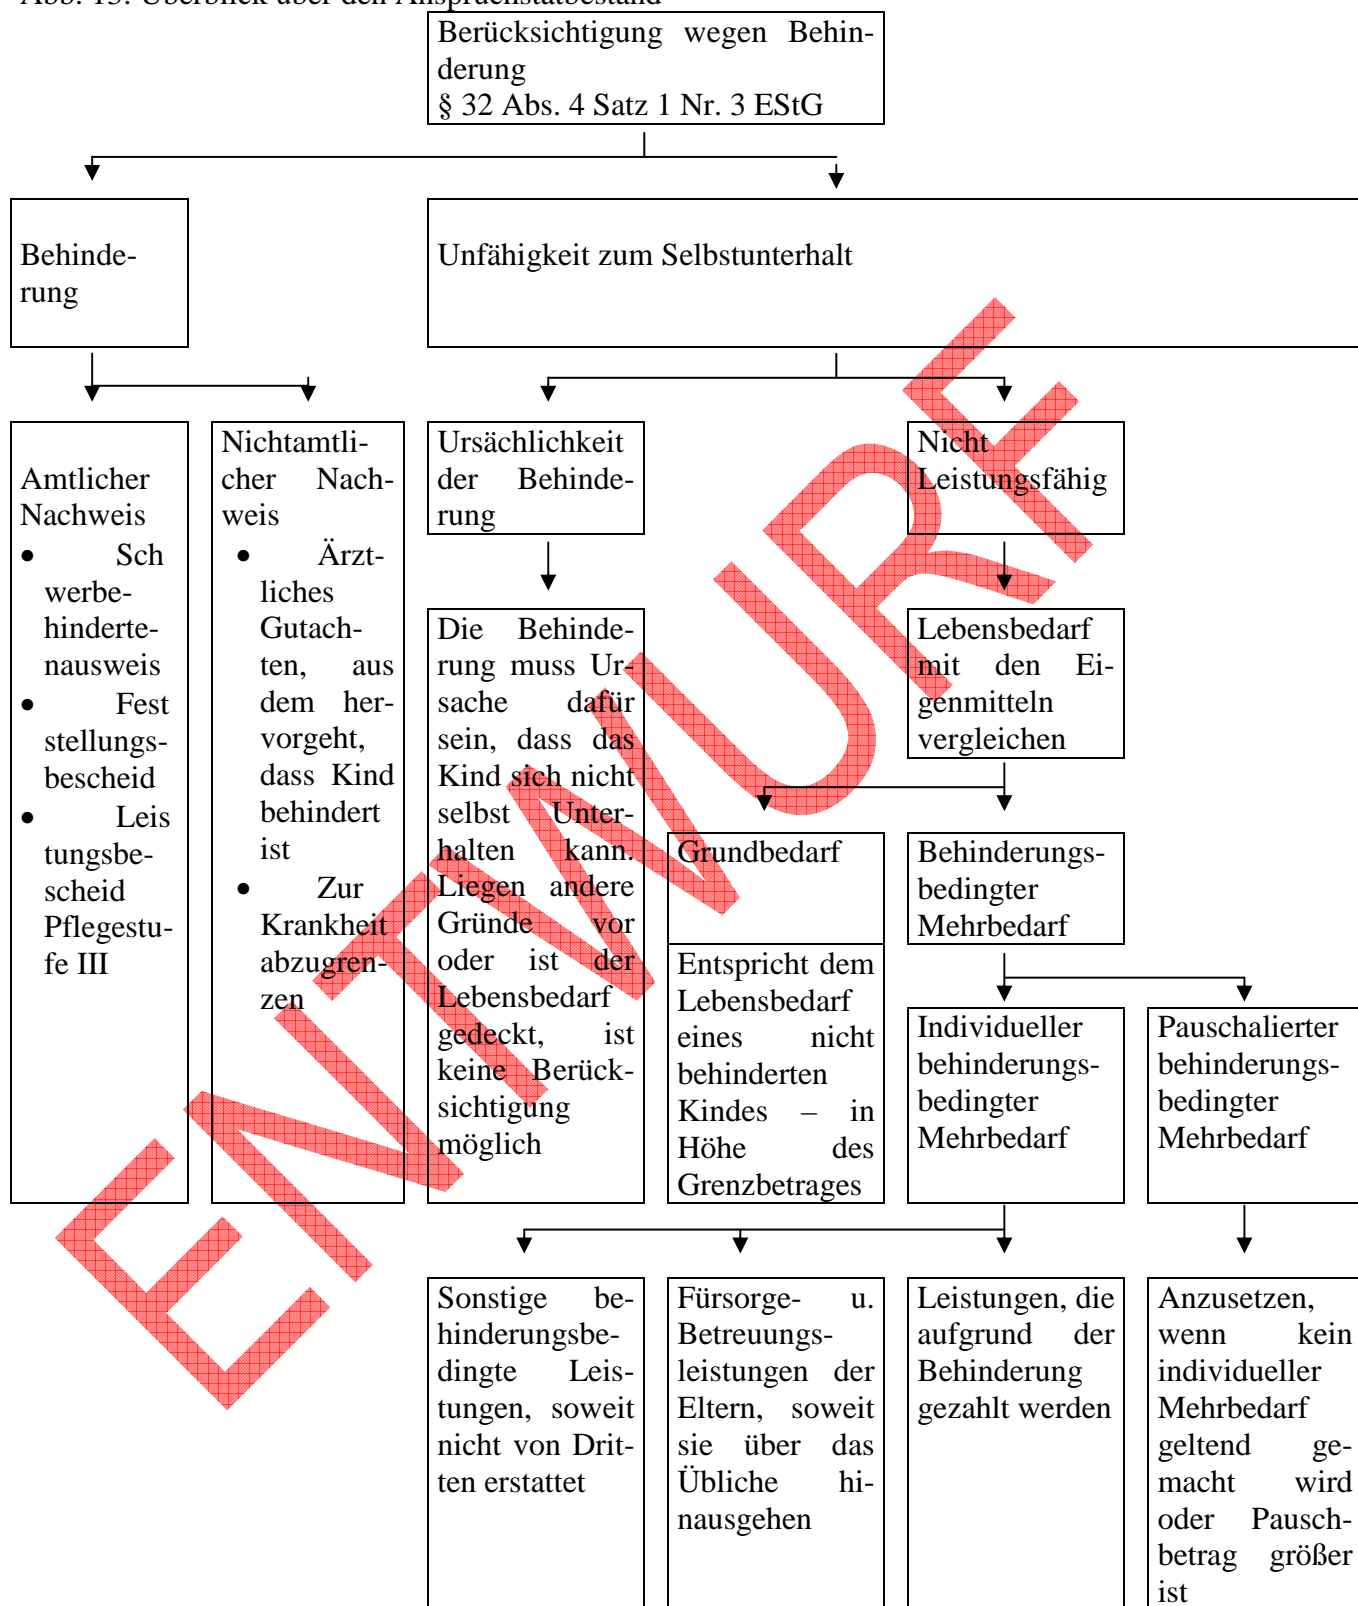 Abb. 13: Überblick über den Anspruchstatbestand
Berücksichtigung wegen Behin-
derung
§ 32 Abs. 4 Satz 1 Nr. 3 EStG
Behinde-
rung
Unfähigkeit zum Selbstunterhalt
Amtlicher
Nachweis
• Sch
werbe-
hinderte-
nausweis
• Fest
stellungs-
bescheid
• Leis
tungsbe-
scheid
Pflegestu-
fe III
Nichtamtli-
cher Nach-
weis
• Ärzt-
liches
Gutach-
ten, aus
dem her-
vorgeht,
dass Kind
behindert
ist
• Zur
Krankheit
abzugren-
zen
Ursächlichkeit
der Behinde-
rung
Die Behinde-
rung muss Ur-
sache dafür
sein, dass das
Kind sich nicht
selbst Unter-
halten kann.
Liegen andere
Gründe vor
oder ist der
Lebensbedarf
gedeckt, ist
keine Berück-
sichtigung
möglich
Nicht
Leistungsfähig
Lebensbedarf
mit den Ei-
genmitteln
vergleichen
Grundbedarf
Entspricht dem
Lebensbedarf
eines nicht
behinderten
Kindes – in
Höhe des
Grenzbetrages
Behinderungs-
bedingter
Mehrbedarf
Individueller
behinderungs-
bedingter
Mehrbedarf
Pauschalierter
behinderungs-
bedingter
Mehrbedarf
Sonstige be-
hinderungsbe-
dingte Leis-
tungen, soweit
nicht von Drit-
ten erstattet
Fürsorge- u.
Betreuungs-
leistungen der
Eltern, soweit
sie über das
Übliche hi-
nausgehen
Leistungen, die
aufgrund der
Behinderung
gezahlt werden
Anzusetzen,
wenn kein
individueller
Mehrbedarf
geltend ge-
macht wird
oder Pausch-
betrag größer
ist
ENTWURF